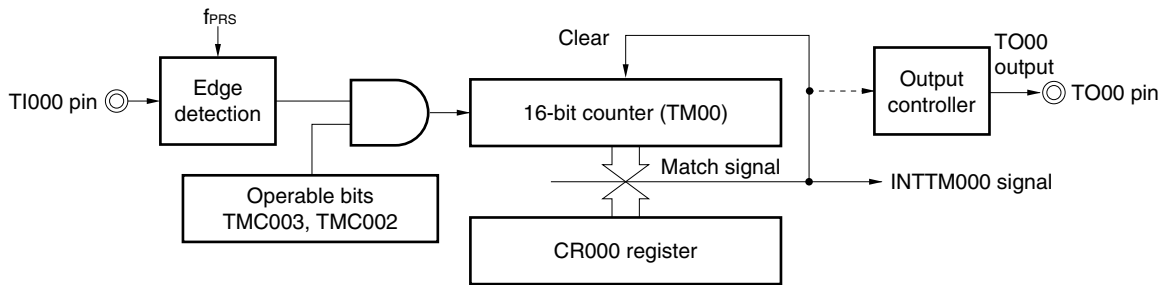 fPRS
Clear
TO00
output
TI000 pin
Edge
detection
16-bit counter (TM00)
Output
controller
TO00 pin
Match signal
INTTM000 signal
Operable bits
TMC003, TMC002
CR000 register